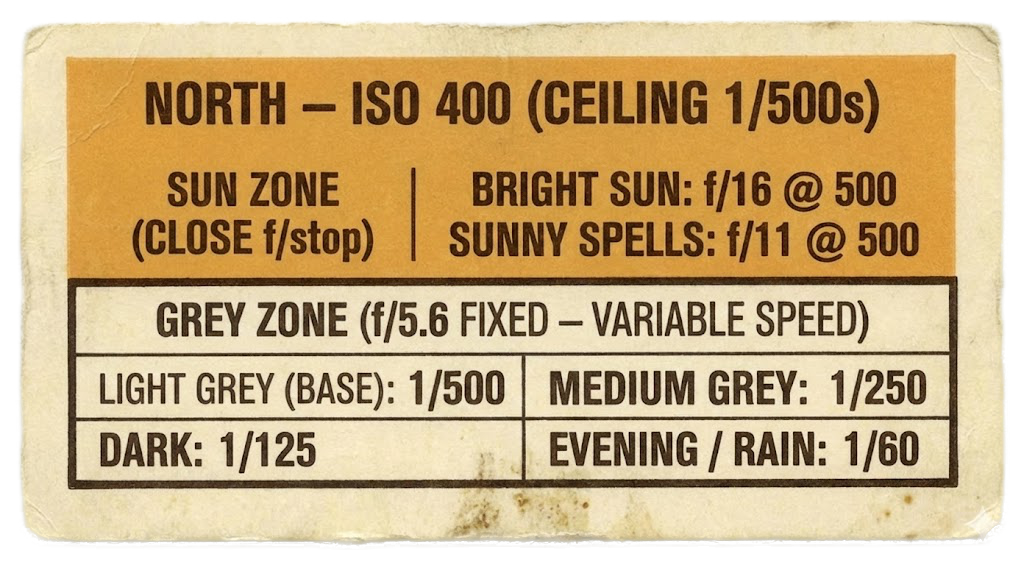 NORTH – ISO 400 (CEILING 1/500s)
SUN ZONE
(CLOSE f/stop)
BRIGHT SUN: f/16 @ 500
SUNNY SPELLS: f/11 @ 500
GREY ZONE (f/5.6 FIXED – VARIABLE SPEED)
LIGHT GREY (BASE): 1/500
MEDIUM GREY: 1/250
DARK: 1/125
EVENING / RAIN: 1/60